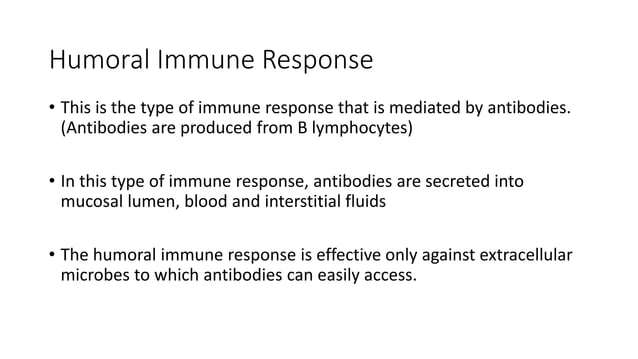 Humoral Immune Response
• This is the type of immune response that is mediated by antibodies.
(Antibodies are produced from B lymphocytes)
• In this type of immune response, antibodies are secreted into
mucosal lumen, blood and interstitial fluids
• The humoral immune response is effective only against extracellular
microbes to which antibodies can easily access.